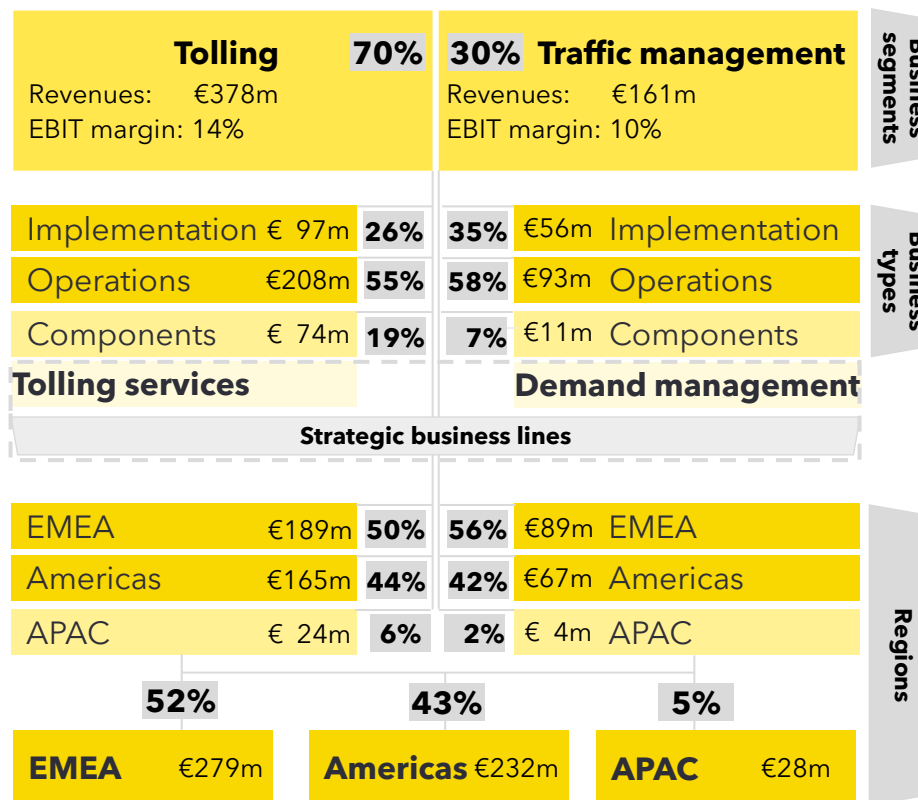 Tolling 70% 30% Traffic management
Revenues: €378m Revenues: €161m
EBIT margin: 14% EBIT margin: 10%
Business
segments
Implementation € 97m 26% 35% €56m Implementation
Operations €208m 55% 58% €93m Operations
Components € 74m 19% 7% €11m Components
Business
types
Tolling services Demand management
Strategic business lines
EMEA €189m 50% 56% €89m EMEA
Americas €165m 44% 42% €67m Americas
APAC € 24m 6% 2% € 4m APAC
Regions
52% 43% 5%
EMEA €279m Americas €232m APAC €28m